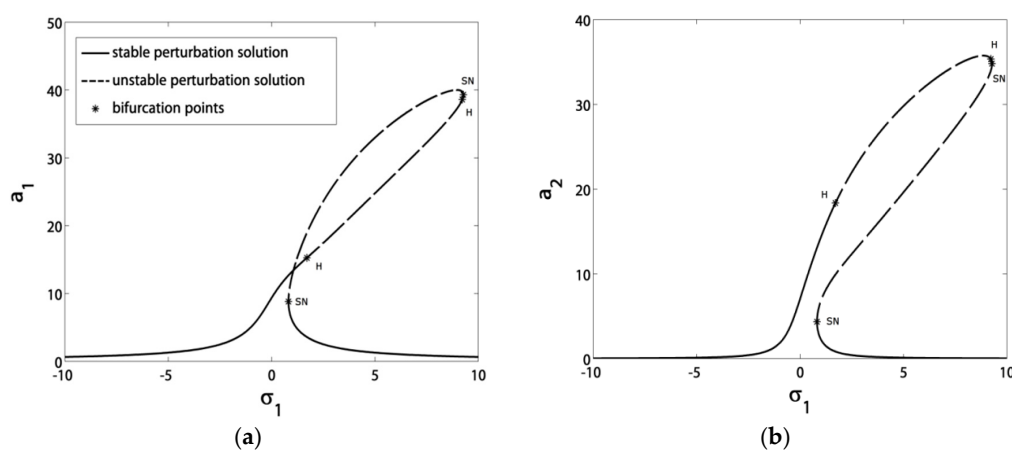 50
40
30
20
10
0
-10
-5
0
5
10
a1
σ1
stable perturbation solution
unstable perturbation solution
* bifurcation points
SN
H
H
SN
(a)
40
30
20
10
0
-10
-5
0
5
10
a2
σ1
H
SN
H
SN
(b)